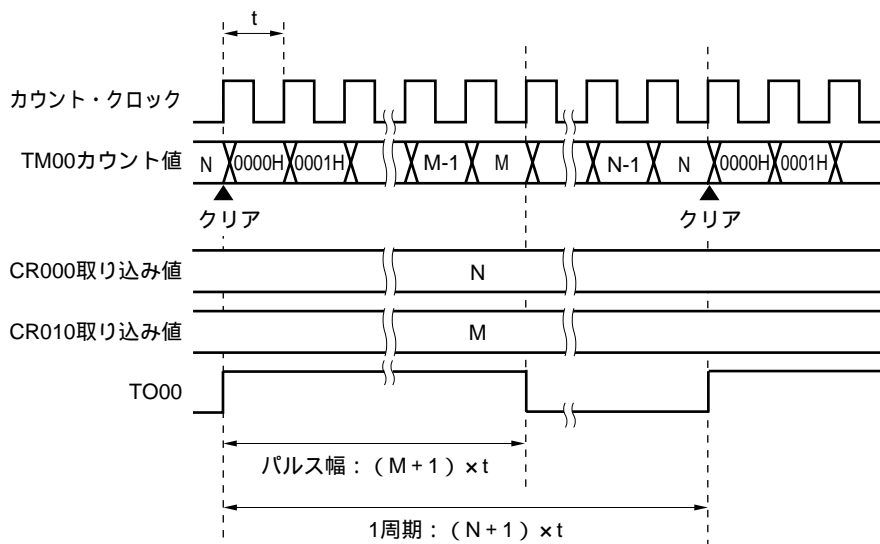 t
カウント・クロック
TM00カウント値 N 0000H 0001H M-1 M N-1 N 0000H 0001H
クリア クリア
CR000取り込み値 N
CR010取り込み値 M
TO00
パルス幅：（M+1）×t
1周期：（N+1）×t